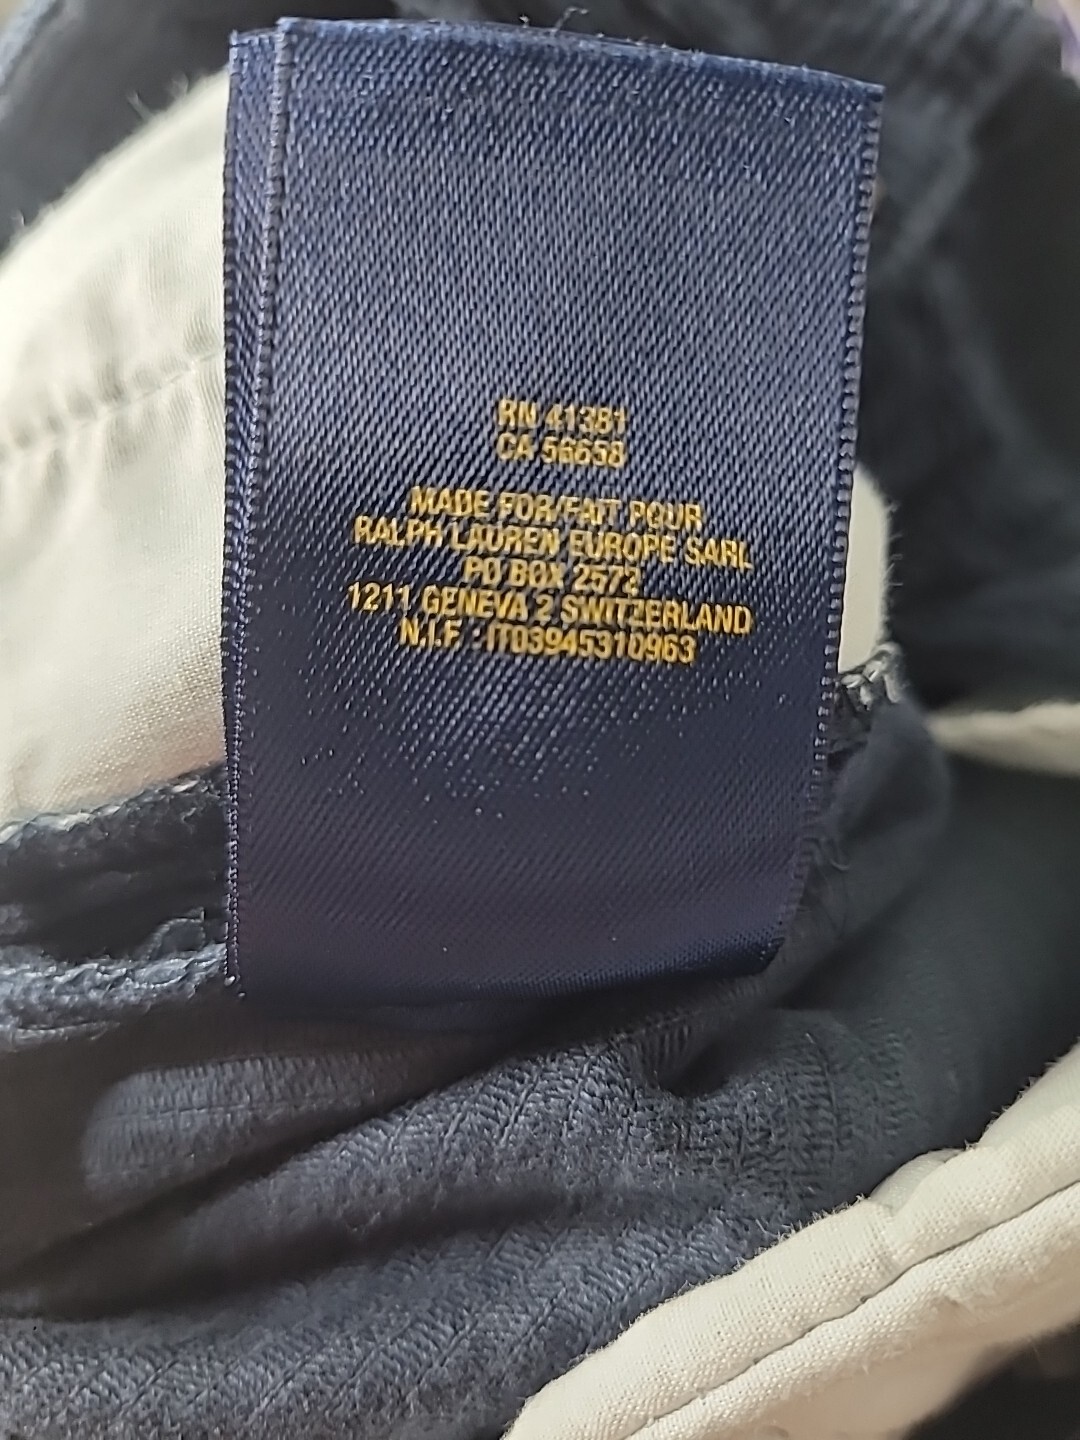 RN 41381
CA 56658
MADE FOR/FAIT POUR
RALPH LAUREN EUROPE SARL
PO BOX 2572
1211 GENEVA 2 SWITZERLAND
N.I.F : IT03945310963